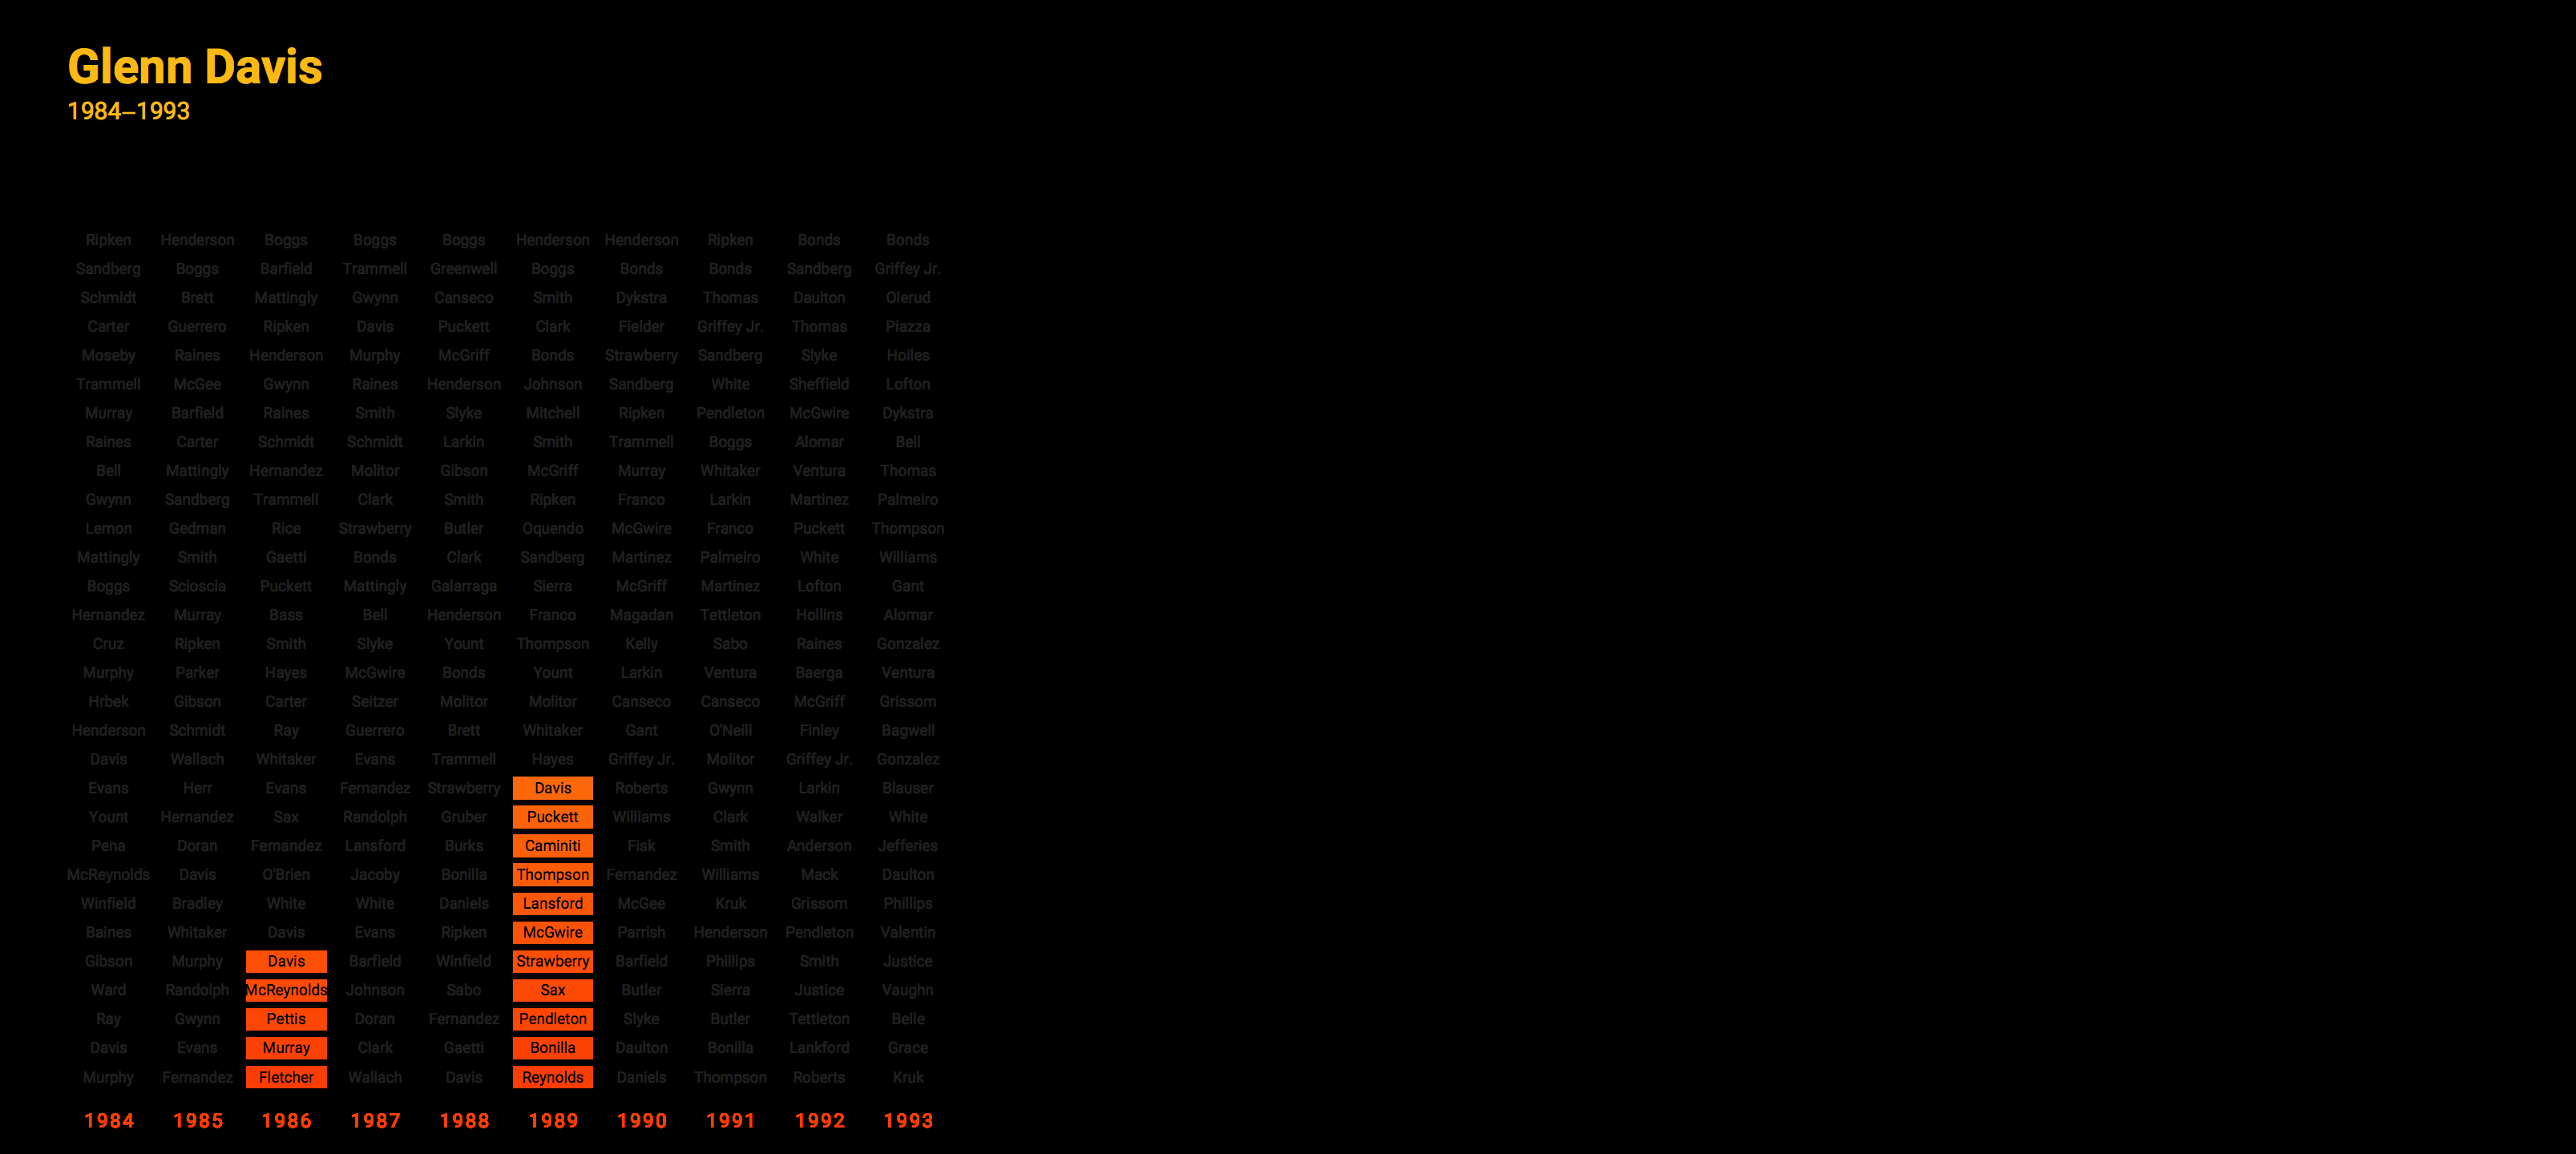 Glenn Davis
1984–1993
Ripken Henderson Boggs Boggs Boggs Henderson Henderson Ripken Bonds Bonds
Sandberg Boggs Barfield Trammell Greenwell Boggs Bonds Bonds Sandberg Griffey Jr.
Schmidt Brett Mattingly Gwynn Canseco Smith Dykstra Thomas Daulton Olerud
Carter Guerrero Ripken Davis Puckett Clark Fielder Griffey Jr. Thomas Piazza
Moseby Raines Henderson Murphy McGriff Bonds Strawberry Sandberg Slyke Hoiles
Trammell McGee Gwynn Raines Henderson Johnson Sandberg White Sheffield Lofton
Murray Barfield Raines Smith Slyke Mitchell Ripken Pendleton McGwire Dykstra
Raines Carter Schmidt Schmidt Larkin Smith Trammell Boggs Alomar Bell
Bell Mattingly Hernandez Molitor Gibson McGriff Murray Whitaker Ventura Thomas
Gwynn Sandberg Trammell Clark Smith Ripken Franco Larkin Martinez Palmeiro
Lemon Gedman Rice Strawberry Butler Oquendo McGwire Franco Puckett Thompson
Mattingly Smith Gaetti Bonds Clark Sandberg Martinez Palmeiro White Williams
Boggs Scioscia Puckett Mattingly Galarraga Sierra McGriff Martinez Lofton Gant
Hernandez Murray Bass Bell Henderson Franco Magadan Tettleton Hollins Alomar
Cruz Ripken Smith Slyke Yount Thompson Kelly Sabo Raines Gonzalez
Murphy Parker Hayes McGwire Bonds Yount Larkin Ventura Baerga Ventura
Hrbek Gibson Carter Seitzer Molitor Molitor Canseco Canseco McGriff Grissom
Henderson Schmidt Ray Guerrero Brett Whitaker Gant O'Neill Finley Bagwell
Davis Wallach Whitaker Evans Trammell Hayes Griffey Jr. Molitor Griffey Jr. Gonzalez
Evans Herr Evans Fernandez Strawberry Davis Roberts Gwynn Larkin Blauser
Yount Hernandez Sax Randolph Gruber Puckett Williams Clark Walker White
Pena Doran Fernandez Lansford Burks Caminiti Fisk Smith Anderson Jefferies
McReynolds Davis O'Brien Jacoby Bonilla Thompson Fernandez Williams Mack Daulton
Winfield Bradley White White Daniels Lansford McGee Kruk Grissom Phillips
Baines Whitaker Davis Evans Ripken McGwire Parrish Henderson Pendleton Valentin
Gibson Murphy Davis Barfield Winfield Strawberry Barfield Phillips Smith Justice
Ward Randolph McReynolds Johnson Sabo Sax Butler Sierra Justice Vaughn
Ray Gwynn Pettis Doran Fernandez Pendleton Slyke Butler Tettleton Belle
Davis Evans Murray Clark Gaetti Bonilla Daulton Bonilla Lankford Grace
Murphy Fernandez Fletcher Wallach Davis Reynolds Daniels Thompson Roberts Kruk
1984 1985 1986 1987 1988 1989 1990 1991 1992 1993